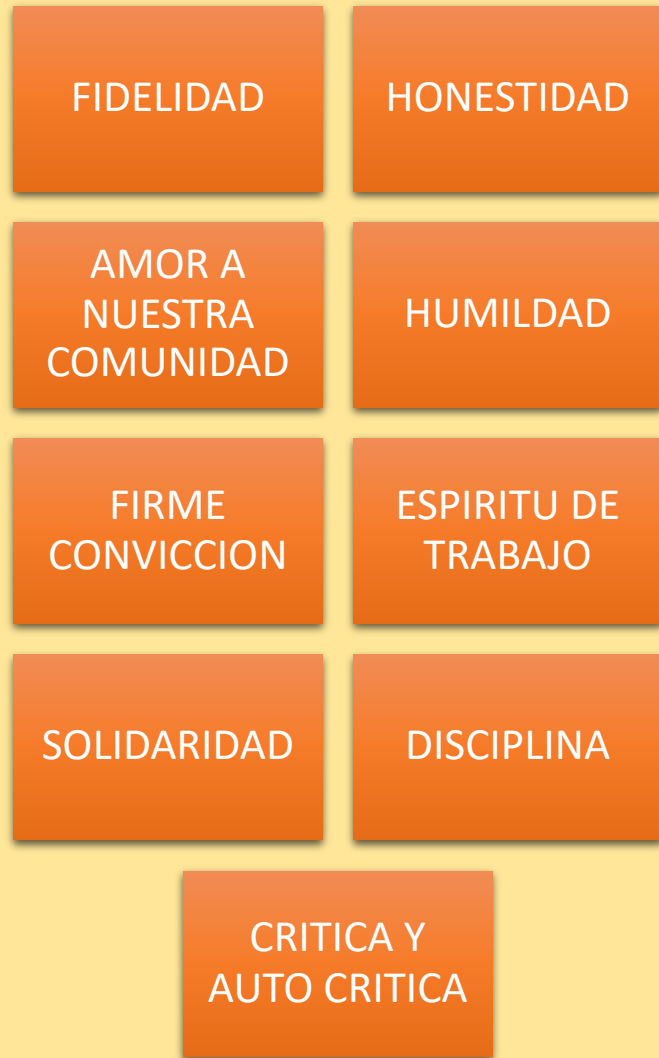 FIDELIDAD
HONESTIDAD
AMOR A
NUESTRA
COMUNIDAD
HUMILDAD
FIRME
CONVICCION
ESPIRITU DE
TRABAJO
SOLIDARIDAD
DISCIPLINA
CRITICA Y
AUTO CRITICA